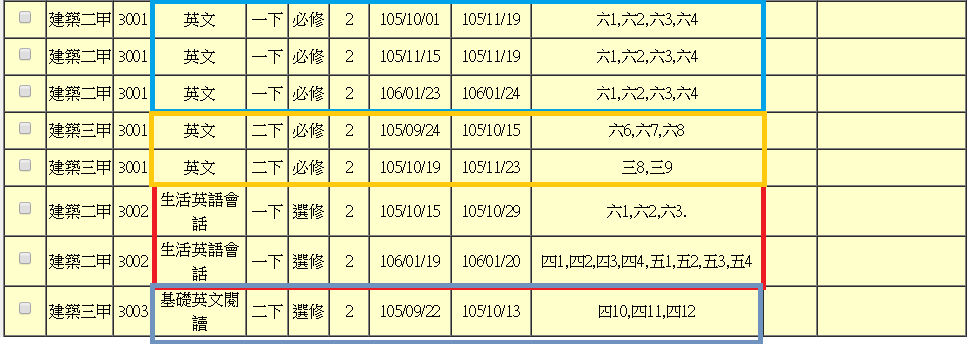 建築二甲 3001 英文 一下 必修 2 105/10/01 105/11/19 六1,六2,六3,六4
建築二甲 3001 英文 一下 必修 2 105/11/15 105/11/19 六1,六2,六3,六4
建築二甲 3001 英文 一下 必修 2 106/01/23 106/01/24 六1,六2,六3,六4
建築三甲 3001 英文 二下 必修 2 105/09/24 105/10/15 六6,六7,六8
建築三甲 3001 英文 二下 必修 2 105/10/19 105/11/23 三8,三9
建築二甲 3002 生活英語會話 一下 選修 2 105/10/15 105/10/29 六1,六2,六3.
建築二甲 3002 生活英語會話 一下 選修 2 106/01/19 106/01/20 四1,四2,四3,四4,五1,五2,五3,五4
建築三甲 3003 基礎英文閱讀 二下 選修 2 105/09/22 105/10/13 四10,四11,四12